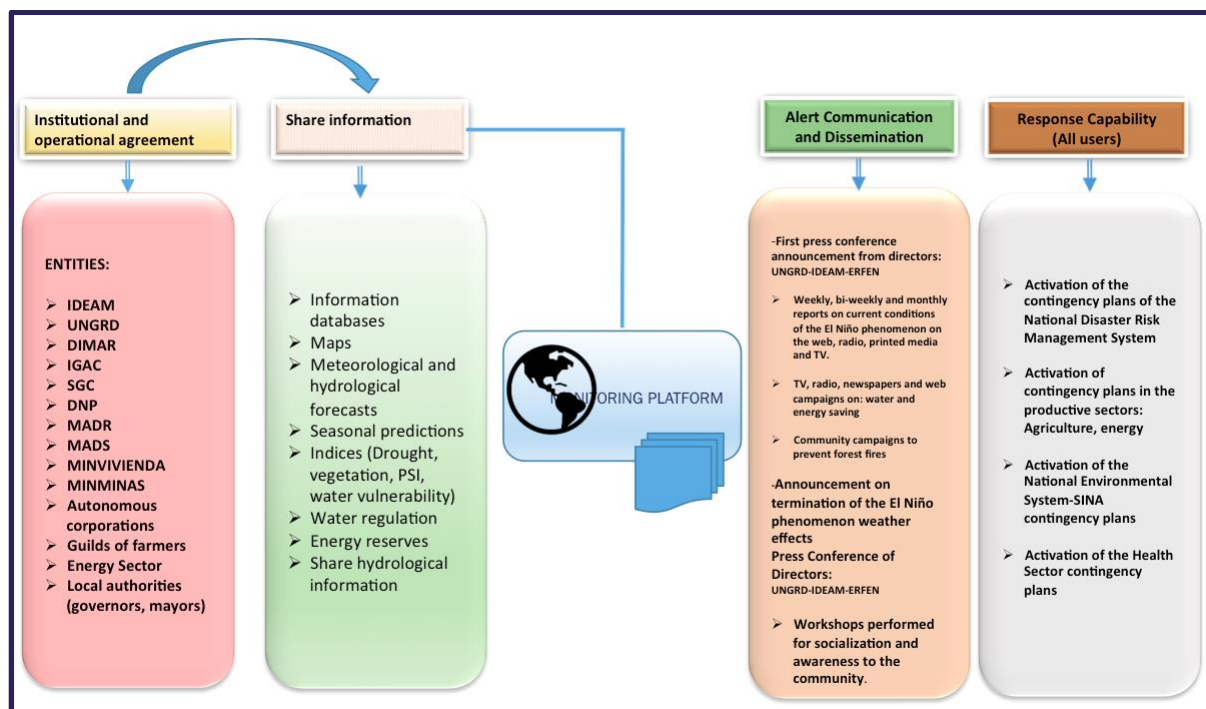 Institutional and
operational agreement
ENTITIES:
➢ IDEAM
➢ UNGRD
➢ DIMAR
➢ IGAC
➢ SGC
➢ DNP
➢ MADR
➢ MADS
➢ MINVIVIENDA
➢ MINMINAS
➢ Autonomous
corporations
➢ Guilds of farmers
➢ Energy Sector
➢ Local authorities
(governors, mayors)
Share information
➢ Information
databases
➢ Maps
➢ Meteorological and
hydrological
forecasts
➢ Seasonal predictions
➢ Indices (Drought,
vegetation, PSI,
water vulnerability)
➢ Water regulation
➢ Energy reserves
➢ Share hydrological
information
MONITORING PLATFORM
Alert Communication
and Dissemination
-First press conference
announcement from directors:
UNGRD-IDEAM-ERFEN
➢ Weekly, bi-weekly and monthly
reports on current conditions
of the El Niño phenomenon on
the web, radio, printed media
and TV.
➢ TV, radio, newspapers and web
campaigns on: water and
energy saving
➢ Community campaigns to
prevent forest fires
-Announcement on
termination of the El Niño
phenomenon weather
effects
Press Conference of
Directors:
UNGRD-IDEAM-ERFEN
➢ Workshops performed
for socialization and
awareness to the
community.
Response Capability
(All users)
➢ Activation of the
contingency plans of the
National Disaster Risk
Management System
➢ Activation of
contingency plans in the
productive sectors:
Agriculture, energy
➢ Activation of the
National Environmental
System-SINA
contingency plans
➢ Activation of the Health
Sector contingency
plans